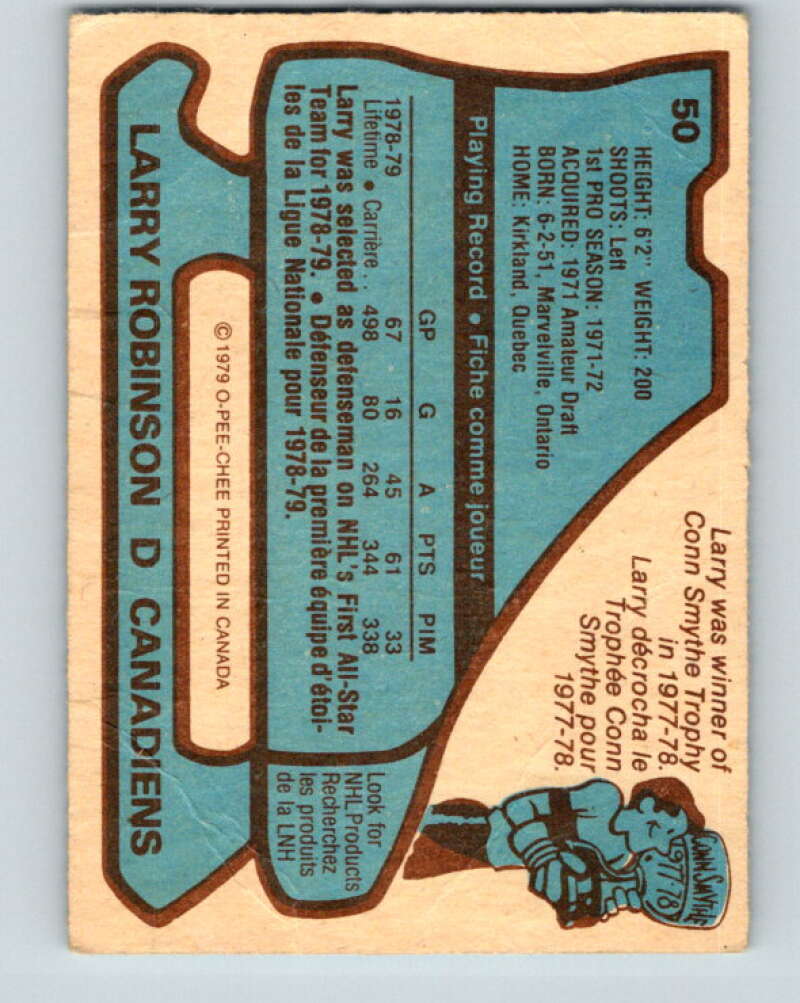 50
HEIGHT: 6'2" WEIGHT: 200
SHOOTS: Left
1st PRO SEASON: 1971-72
ACQUIRED: 1971 Amateur Draft
BORN: 6-2-51, Marvelville, Ontario
HOME: Kirkland, Quebec
Larry was winner of
Conn Smythe Trophy
in 1977-78.
Larry décrocha le
Trophée Conn
Smythe pour
1977-78.
CONN SMYTHE
1977-78
Playing Record • Fiche comme joueur
GP G A PTS PIM
1978-79 67 16 45 61 33
Lifetime • Carrière . . 498 80 264 344 338
Larry was selected as defenseman on NHL's First All-Star
Team for 1978-79. • Défenseur de la première équipe d'étoi-
les de la Ligue Nationale pour 1978-79.
Look for
NHL Products
Recherchez
les produits
de la LNH
© 1979 O-PEE-CHEE PRINTED IN CANADA
LARRY ROBINSON D CANADIENS